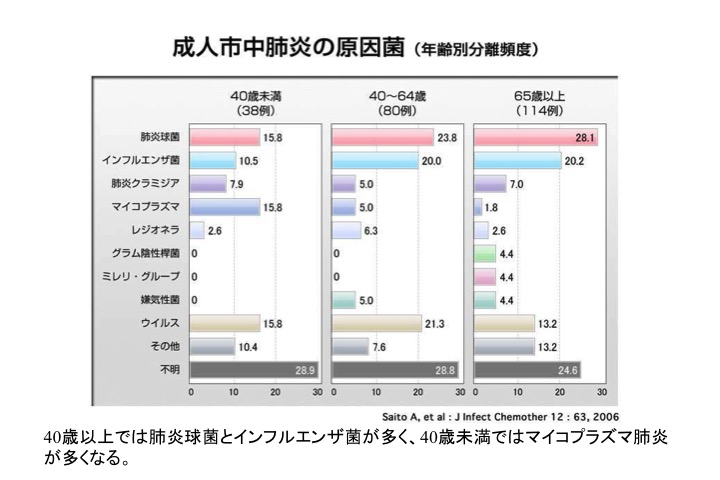 成人市中肺炎の原因菌（年齢別分離頻度）
40歳未満 40～64歳 65歳以上
（38例） （80例） （114例）
肺炎球菌 15.8 23.8 28.1
インフルエンザ菌 10.5 20.0 20.2
肺炎クラミジア 7.9 5.0 7.0
マイコプラズマ 15.8 5.0 1.8
レジオネラ 2.6 6.3 2.6
グラム陰性桿菌 0 0 4.4
ミレリ・グループ 0 0 4.4
嫌気性菌 0 5.0 4.4
ウイルス 15.8 21.3 13.2
その他 10.4 7.6 13.2
不明 28.9 28.8 24.6
0 10 20 30 0 10 20 30 0 10 20 30
Saito A, et al : J Infect Chemother 12 : 63, 2006
40歳以上では肺炎球菌とインフルエンザ菌が多く、40歳未満ではマイコプラズマ肺炎
が多くなる。